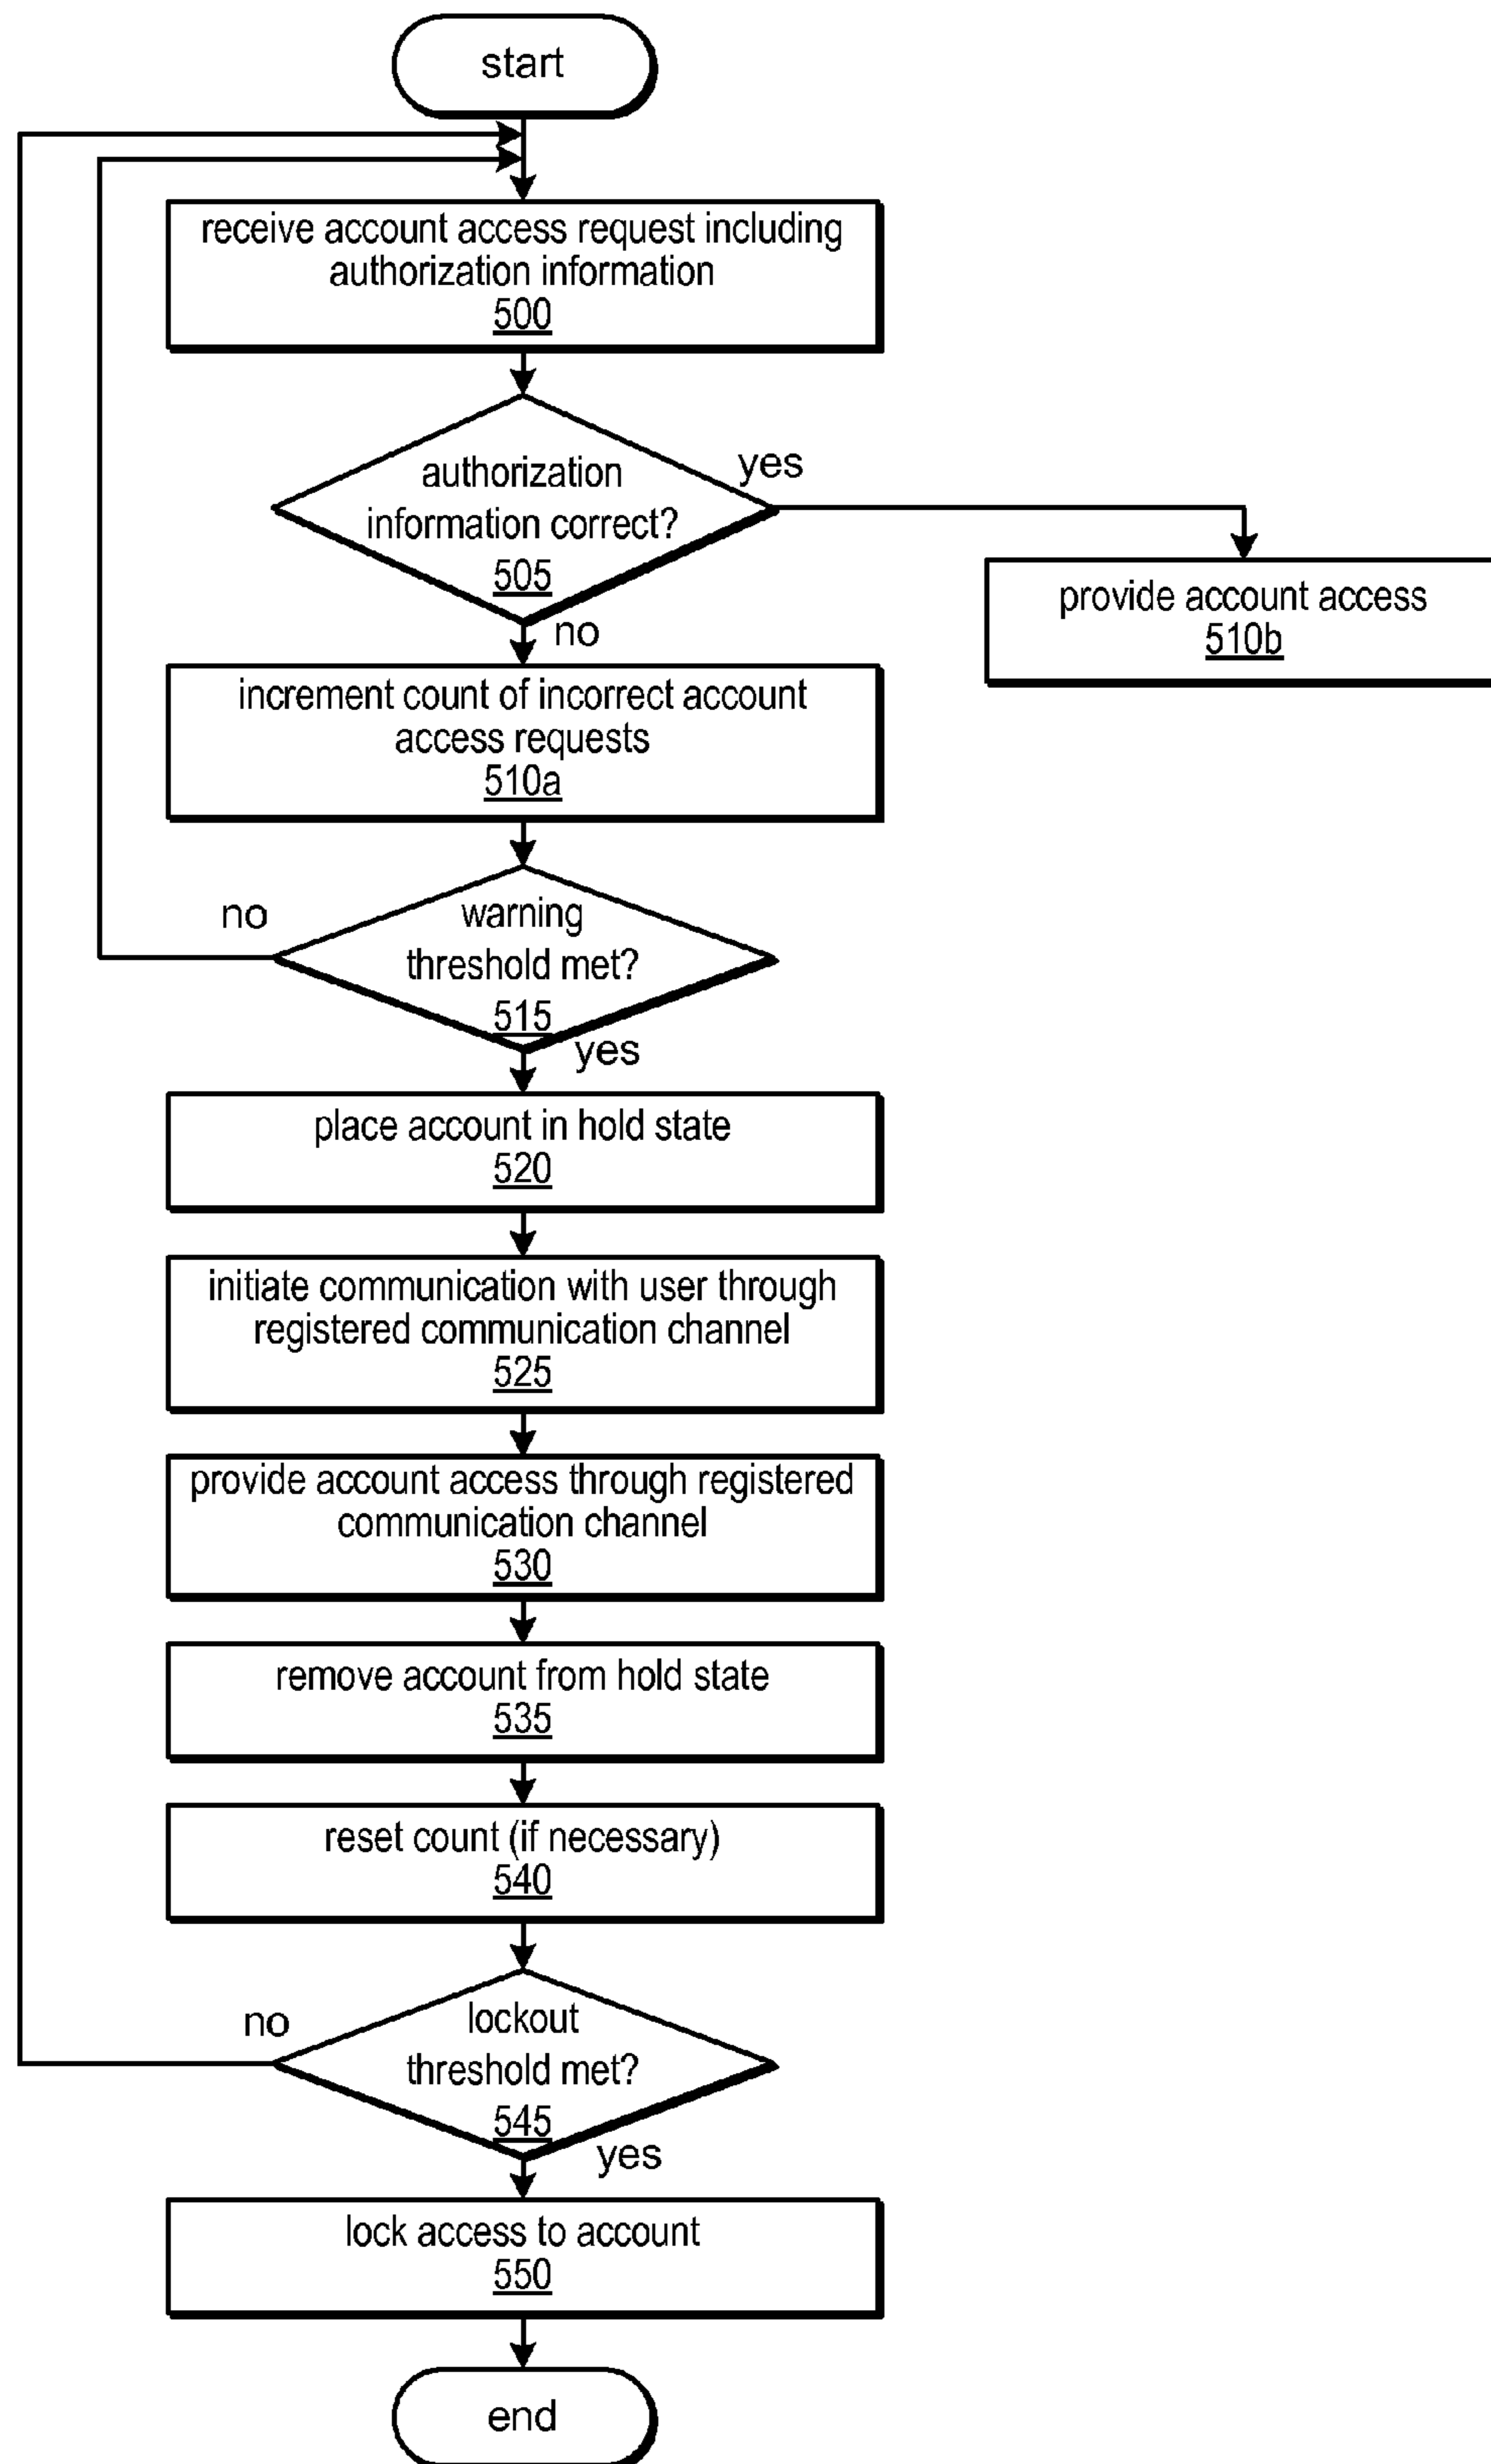 start
receive account access request including
authorization information
500
authorization
information correct?
505
yes
no
provide account access
510b
increment count of incorrect account
access requests
510a
warning
threshold met?
515
no
yes
place account in hold state
520
initiate communication with user through
registered communication channel
525
provide account access through registered
communication channel
530
remove account from hold state
535
reset count (if necessary)
540
lockout
threshold met?
545
no
yes
lock access to account
550
end